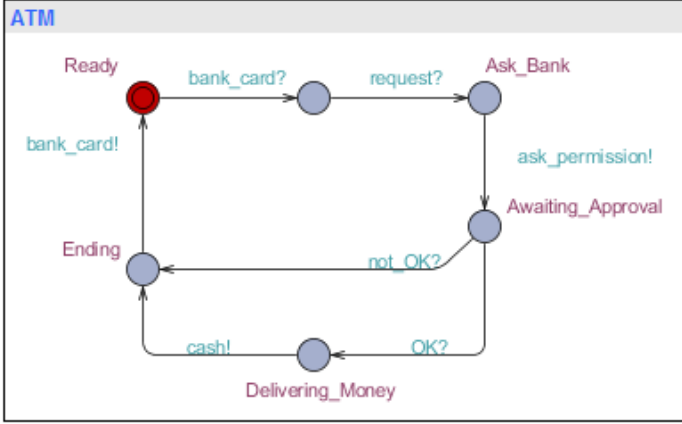 ATM
Ready
bank_card?
request?
Ask_Bank
bank_card!
ask_permission!
Awaiting_Approval
Ending
not_OK?
cash!
OK?
Delivering_Money